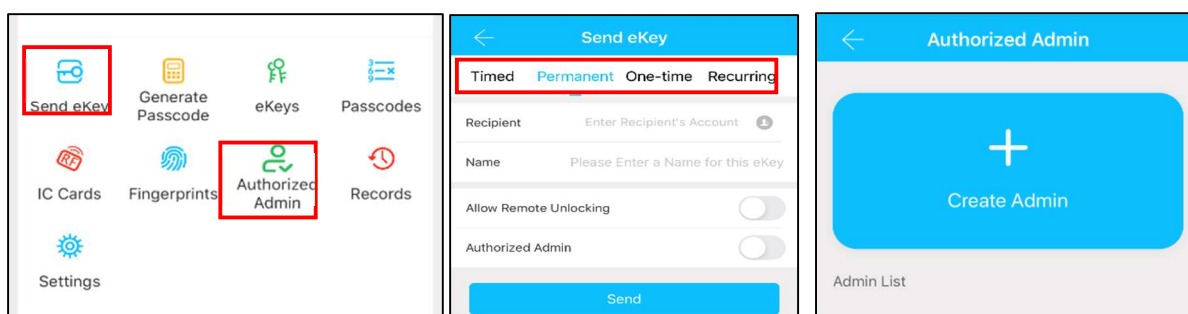 Send eKey
Generate
Passcode
eKeys
Passcodes
IC Cards
Fingerprints
Authorized
Admin
Records
Settings
Send eKey
Timed Permanent One-time Recurring
Recipient Enter Recipient's Account
Name Please Enter a Name for this eKey
Allow Remote Unlocking
Authorized Admin
Send
Authorized Admin
Create Admin
Admin List